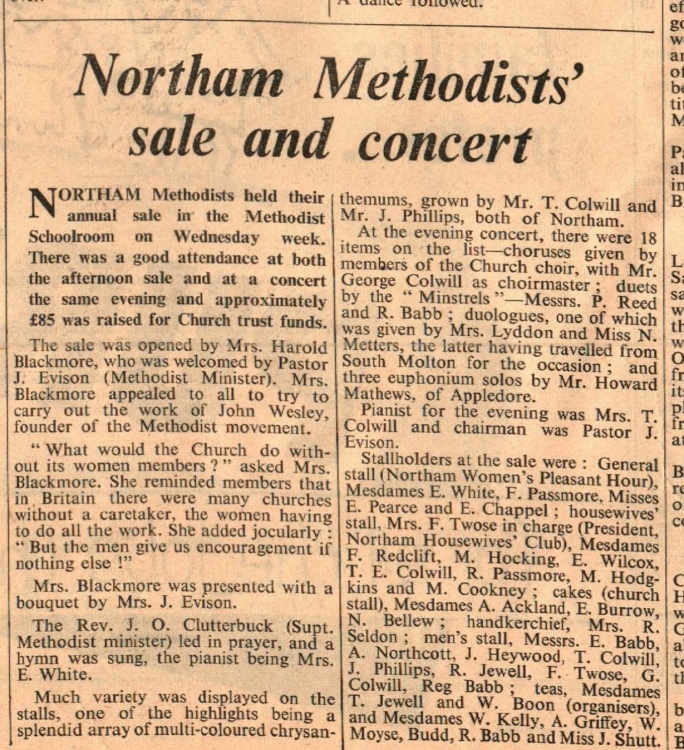 A dance followed.
Northam Methodists'
sale and concert
NORTHAM Methodists held their
annual sale in the Methodist
Schoolroom on Wednesday week.
There was a good attendance at both
the afternoon sale and at a concert
the same evening and approximately
£85 was raised for Church trust funds.
The sale was opened by Mrs. Harold
Blackmore, who was welcomed by Pastor
J. Evison (Methodist Minister). Mrs.
Blackmore appealed to all to try to
carry out the work of John Wesley,
founder of the Methodist movement.
" What would the Church do with-
out its women members ? " asked Mrs.
Blackmore. She reminded members that
in Britain there were many churches
without a caretaker, the women having
to do all the work. She added jocularly :
" But the men give us encouragement if
nothing else ! "
Mrs. Blackmore was presented with a
bouquet by Mrs. J. Evison.
The Rev. J. O. Clutterbuck (Supt.
Methodist minister) led in prayer, and a
hymn was sung, the pianist being Mrs.
E. White.
Much variety was displayed on the
stalls, one of the highlights being a
splendid array of multi-coloured chrysan-
themums, grown by Mr. T. Colwill and
Mr. J. Phillips, both of Northam.
At the evening concert, there were 18
items on the list—choruses given by
members of the Church choir, with Mr.
George Colwill as choirmaster ; duets
by the " Minstrels "—Messrs. P. Reed
and R. Babb ; duologues, one of which
was given by Mrs. Lyddon and Miss N.
Metters, the latter having travelled from
South Molton for the occasion ; and
three euphonium solos by Mr. Howard
Mathews, of Appledore.
Pianist for the evening was Mrs. T.
Colwill and chairman was Pastor J.
Evison.
Stallholders at the sale were : General
stall (Northam Women's Pleasant Hour),
Mesdames E. White, F. Passmore, Misses
E. Pearce and E. Chappel ; housewives'
stall, Mrs. F. Twose in charge (President,
Northam Housewives' Club), Mesdames
F. Redclift, M. Hocking, E. Wilcox,
T. E. Colwill, R. Passmore, M. Hodg-
kins and M. Cookney ; cakes (church
stall), Mesdames A. Ackland, E. Burrow,
N. Bellew ; handkerchief, Mrs. R.
Seldon ; men's stall, Messrs. E. Babb,
A. Northcott, J. Heywood, T. Colwill,
J. Phillips, R. Jewell, F. Twose, G.
Colwill, Reg Babb ; teas, Mesdames
T. Jewell and W. Boon (organisers),
and Mesdames W. Kelly, A. Griffey, W.
Moyse, Budd, R. Babb and Miss J. Shutt.